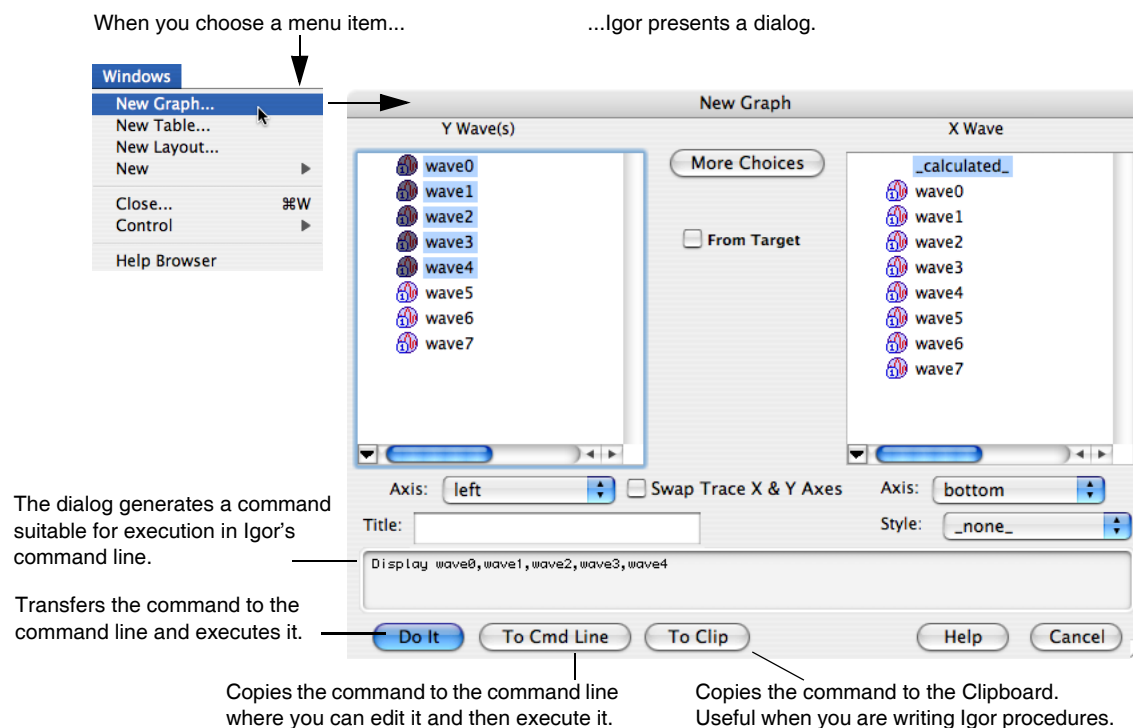 When you choose a menu item...
...Igor presents a dialog.
Windows
New Graph...
New Table...
New Layout...
New
Close... ⌘W
Control
Help Browser
New Graph
Y Wave(s)
X Wave
wave0
wave1
wave2
wave3
wave4
wave5
wave6
wave7
More Choices
From Target
_calculated_
wave0
wave1
wave2
wave3
wave4
wave5
wave6
wave7
Axis: left
Swap Trace X & Y Axes
Axis: bottom
Title:
Style: _none_
The dialog generates a command
suitable for execution in Igor's
command line.
Display wave0,wave1,wave2,wave3,wave4
Transfers the command to the
command line and executes it.
Do It
To Cmd Line
To Clip
Help
Cancel
Copies the command to the command line
where you can edit it and then execute it.
Copies the command to the Clipboard.
Useful when you are writing Igor procedures.